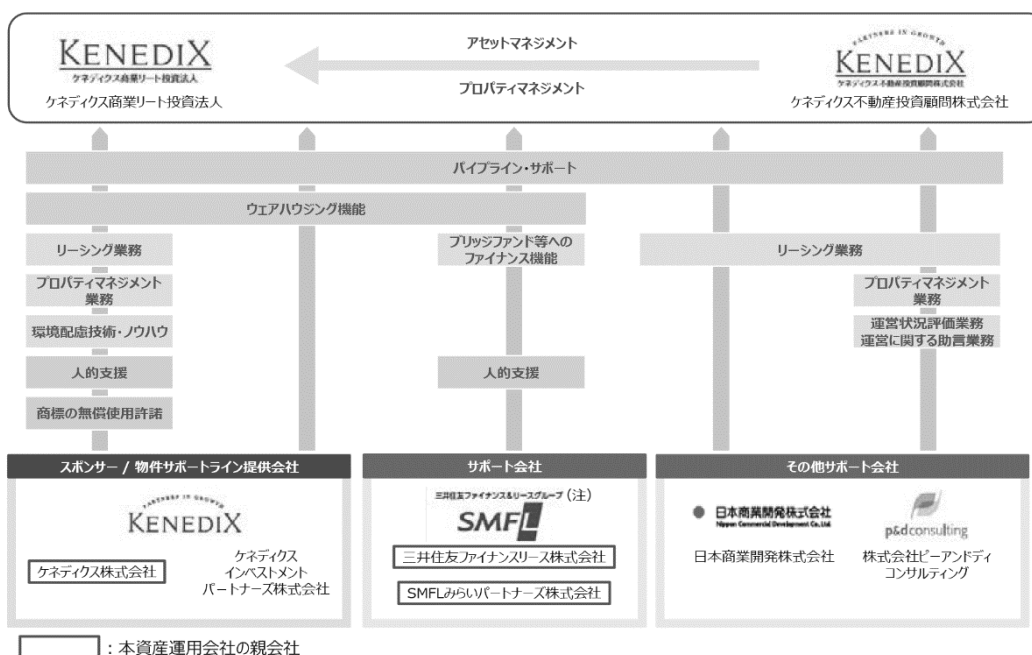 KENEDIX
ケネディクス商業リート投資法人
ケネディクス商業リート投資法人
アセットマネジメント
プロパティマネジメント
PARTNERS IN GROWTH
KENEDIX
ケネディクス不動産投資顧問株式会社
ケネディクス不動産投資顧問株式会社
パイプライン・サポート
ウェアハウジング機能
リーシング業務
ブリッジファンド等への
ファイナンス機能
リーシング業務
プロパティマネジメント
業務
プロパティマネジメント
業務
環境配慮技術・ノウハウ
運営状況評価業務
運営に関する助言業務
人的支援
人的支援
商標の無償使用許諾
スポンサー / 物件サポートライン提供会社
PARTNERS IN GROWTH
KENEDIX
ケネディクス株式会社
ケネディクス
インベストメント
パートナーズ株式会社
サポート会社
三井住友ファイナンス&リースグループ (注)
SMFL
三井住友ファイナンスリース株式会社
SMFLみらいパートナーズ株式会社
その他サポート会社
日本商業開発株式会社
Nippon Commercial Development Co.,Ltd.
日本商業開発株式会社
p&dconsulting
株式会社ピーアンドディ
コンサルティング
：本資産運用会社の親会社